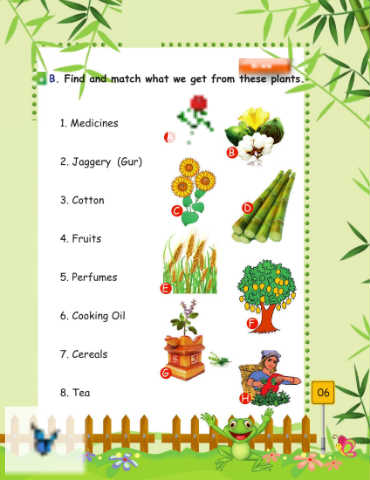 B. Find and match what we get from these plants.
1. Medicines
B
2. Jaggery (Gur)
3. Cotton
C
D
4. Fruits
5. Perfumes
E
6. Cooking Oil
F
7. Cereals
G
8. Tea
H
06